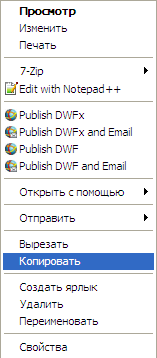 Просмотр
Изменить
Печать
7-Zip
Edit with Notepad++
Publish DWFx
Publish DWFx and Email
Publish DWF
Publish DWF and Email
Открыть с помощью
Отправить
Вырезать
Копировать
Создать ярлык
Удалить
Переименовать
Свойства